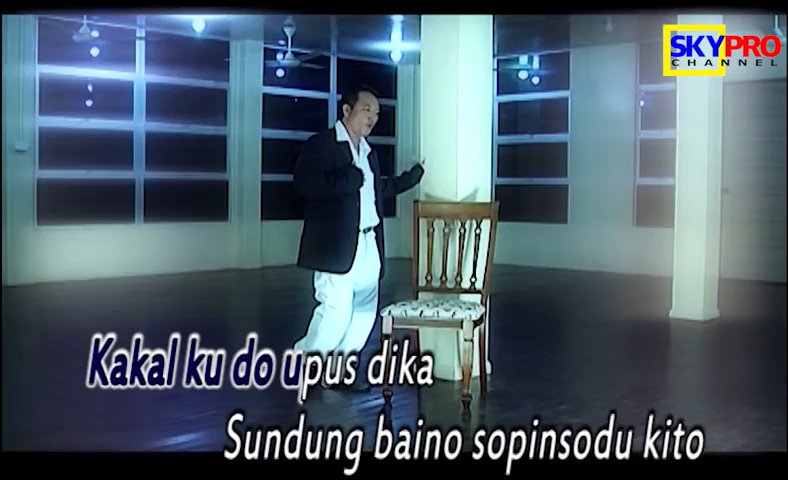 SKYPRO
CHANNEL
Kakal ku do upus dika
Sundung baino sopinsodu kito